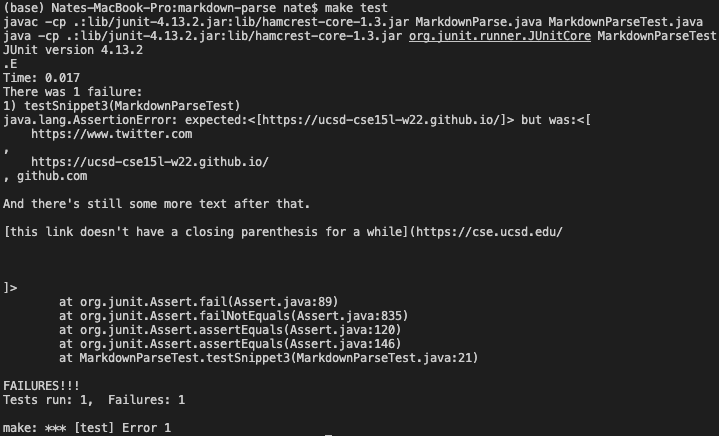 (base) Nates-MacBook-Pro:markdown-parse nate$ make test
javac -cp .:lib/junit-4.13.2.jar:lib/hamcrest-core-1.3.jar MarkdownParse.java MarkdownParseTest.java
java -cp .:lib/junit-4.13.2.jar:lib/hamcrest-core-1.3.jar org.junit.runner.JUnitCore MarkdownParseTest
JUnit version 4.13.2
.E
Time: 0.017
There was 1 failure:
1) testSnippet3(MarkdownParseTest)
java.lang.AssertionError: expected:<[https://ucsd-cse15l-w22.github.io/]> but was:<[
    https://www.twitter.com
,
    https://ucsd-cse15l-w22.github.io/
, github.com

And there's still some more text after that.

[this link doesn't have a closing parenthesis for a while](https://cse.ucsd.edu/



]>
        at org.junit.Assert.fail(Assert.java:89)
        at org.junit.Assert.failNotEquals(Assert.java:835)
        at org.junit.Assert.assertEquals(Assert.java:120)
        at org.junit.Assert.assertEquals(Assert.java:146)
        at MarkdownParseTest.testSnippet3(MarkdownParseTest.java:21)

FAILURES!!!
Tests run: 1,  Failures: 1

make: *** [test] Error 1